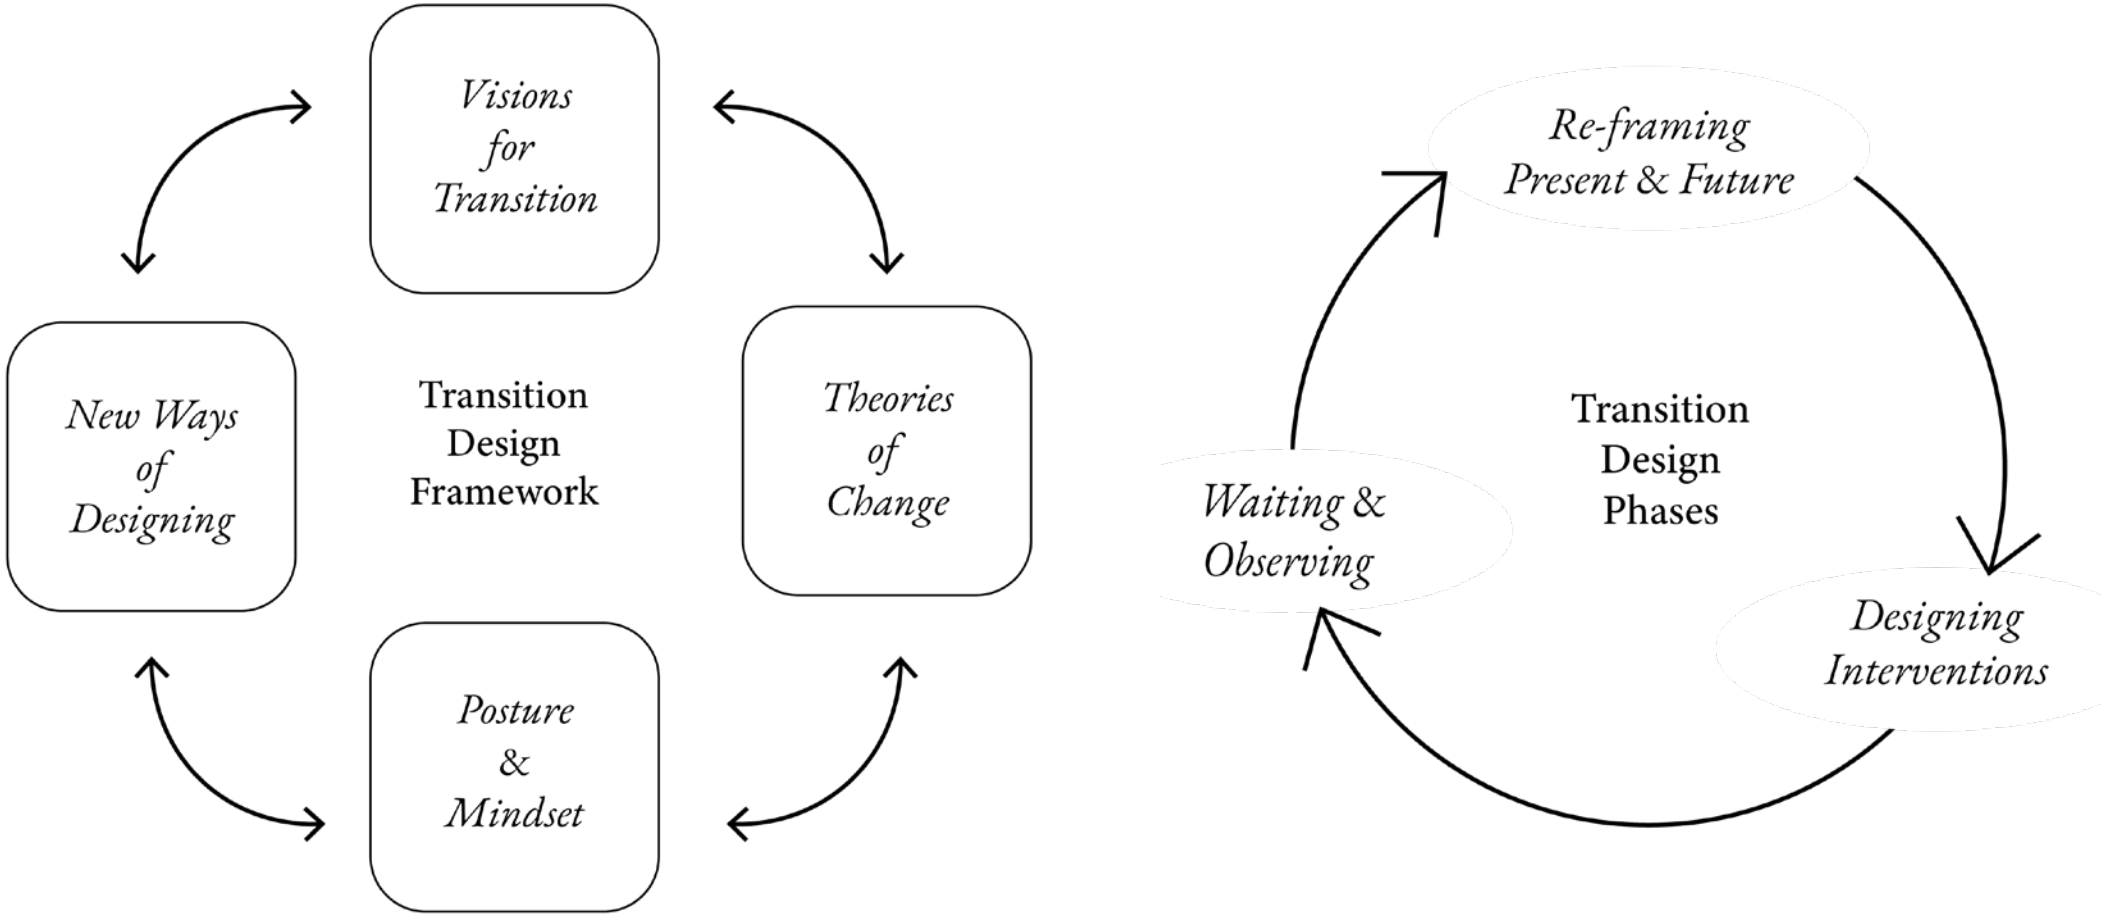 Visions
for
Transition
New Ways
of
Designing
Transition
Design
Framework
Theories
of
Change
Posture
&
Mindset
Re-framing
Present & Future
Transition
Design
Phases
Waiting &
Observing
Designing
Interventions